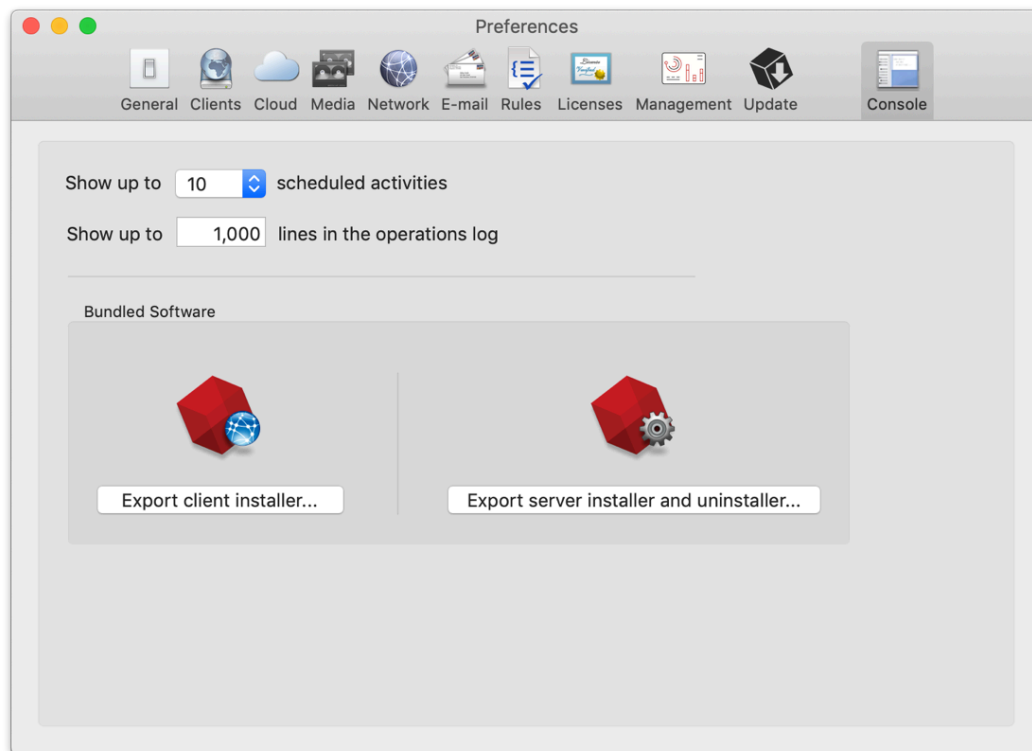 Preferences
General Clients Cloud Media Network E-mail Rules Licenses Management Update Console
Show up to 10 scheduled activities
Show up to 1,000 lines in the operations log
Bundled Software
Export client installer... Export server installer and uninstaller...